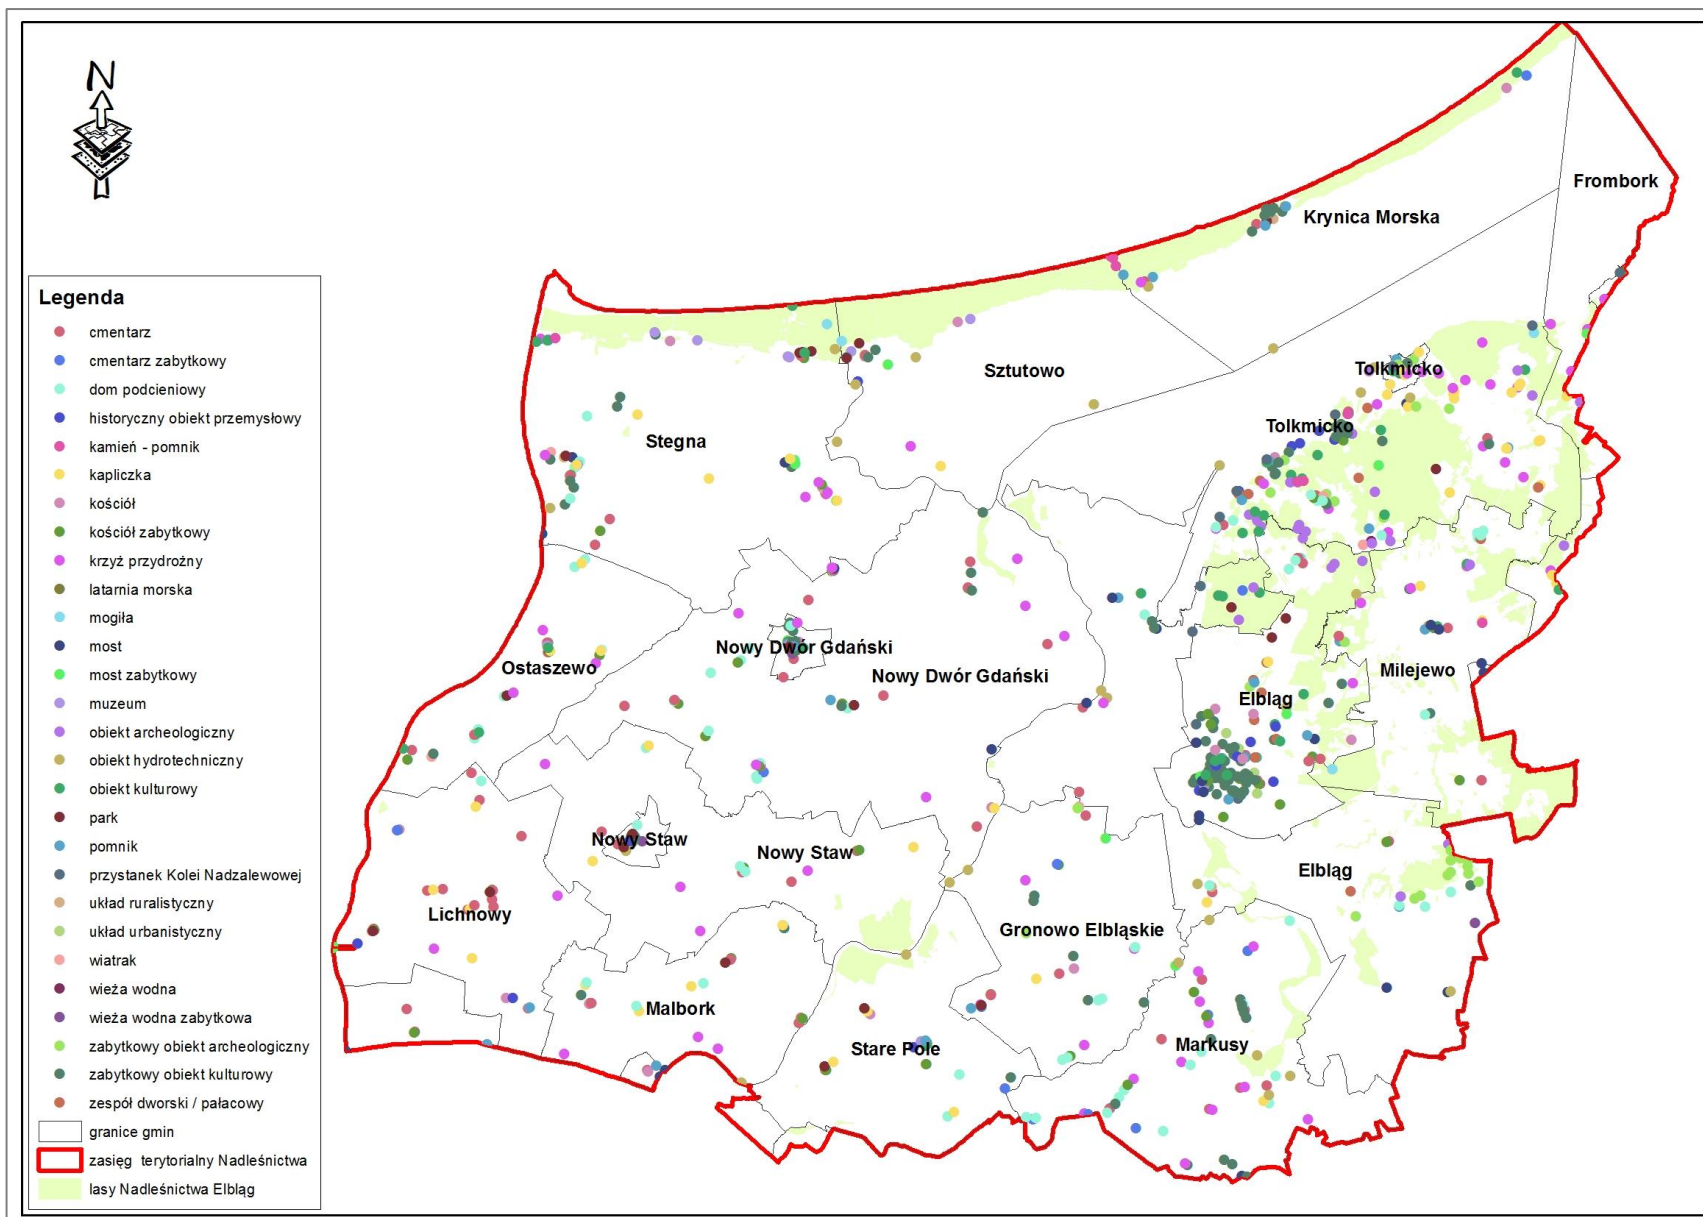 N
Frombork
Krynica Morska
Sztutowo
Tolkmicko
Tolkmicko
Stegna
Nowy Dwór Gdański
Ostaszewo
Nowy Dwór Gdański
Milejewo
Elbląg
Nowy Staw
Nowy Staw
Elbląg
Lichnowy
Gronowo Elbląskie
Malbork
Stare Pole
Markusy
Legenda
cmentarz
cmentarz zabytkowy
dom podcieniowy
historyczny obiekt przemysłowy
kamień - pomnik
kapliczka
kościół
kościół zabytkowy
krzyż przydrożny
latarnia morska
mogiła
most
most zabytkowy
muzeum
obiekt archeologiczny
obiekt hydrotechniczny
obiekt kulturowy
park
pomnik
przystanek Kolei Nadzalewowej
układ ruralistyczny
układ urbanistyczny
wiatrak
wieża wodna
wieża wodna zabytkowa
zabytkowy obiekt archeologiczny
zabytkowy obiekt kulturowy
zespół dworski / pałacowy
granice gmin
zasięg terytorialny Nadleśnictwa
lasy Nadleśnictwa Elbląg